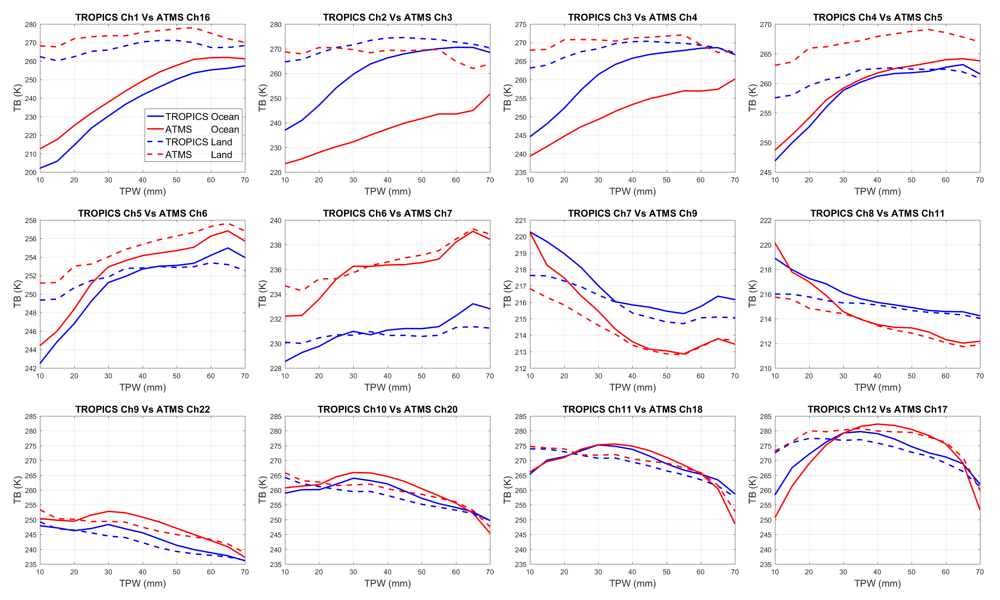 TROPICS Ch1 Vs ATMS Ch16
TB (K)
280
270
260
250
240
230
220
210
200
10 20 30 40 50 60 70
TPW (mm)
TROPICS Ocean
ATMS Ocean
TROPICS Land
ATMS Land
TROPICS Ch2 Vs ATMS Ch3
TB (K)
280
270
260
250
240
230
220
10 20 30 40 50 60 70
TPW (mm)
TROPICS Ch3 Vs ATMS Ch4
TB (K)
275
270
265
260
255
250
245
240
235
10 20 30 40 50 60 70
TPW (mm)
TROPICS Ch4 Vs ATMS Ch5
TB (K)
270
265
260
255
250
245
10 20 30 40 50 60 70
TPW (mm)
TROPICS Ch5 Vs ATMS Ch6
TB (K)
258
256
254
252
250
248
246
244
242
10 20 30 40 50 60 70
TPW (mm)
TROPICS Ch6 Vs ATMS Ch7
TB (K)
240
238
236
234
232
230
228
10 20 30 40 50 60 70
TPW (mm)
TROPICS Ch7 Vs ATMS Ch9
TB (K)
221
220
219
218
217
216
215
214
213
212
10 20 30 40 50 60 70
TPW (mm)
TROPICS Ch8 Vs ATMS Ch11
TB (K)
222
220
218
216
214
212
210
10 20 30 40 50 60 70
TPW (mm)
TROPICS Ch9 Vs ATMS Ch22
TB (K)
285
280
275
270
265
260
255
250
245
240
235
10 20 30 40 50 60 70
TPW (mm)
TROPICS Ch10 Vs ATMS Ch20
TB (K)
285
280
275
270
265
260
255
250
245
240
235
10 20 30 40 50 60 70
TPW (mm)
TROPICS Ch11 Vs ATMS Ch18
TB (K)
285
280
275
270
265
260
255
250
245
240
235
10 20 30 40 50 60 70
TPW (mm)
TROPICS Ch12 Vs ATMS Ch17
TB (K)
285
280
275
270
265
260
255
250
245
240
235
10 20 30 40 50 60 70
TPW (mm)